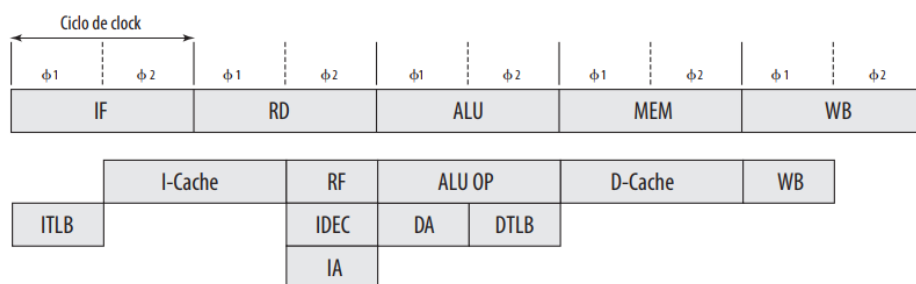 Ciclo de clock
ϕ1 ϕ2 ϕ1 ϕ2 ϕ1 ϕ2 ϕ1 ϕ2 ϕ1 ϕ2
IF RD ALU MEM WB
I-Cache RF ALU OP D-Cache WB
ITLB IDEC DA DTLB
IA